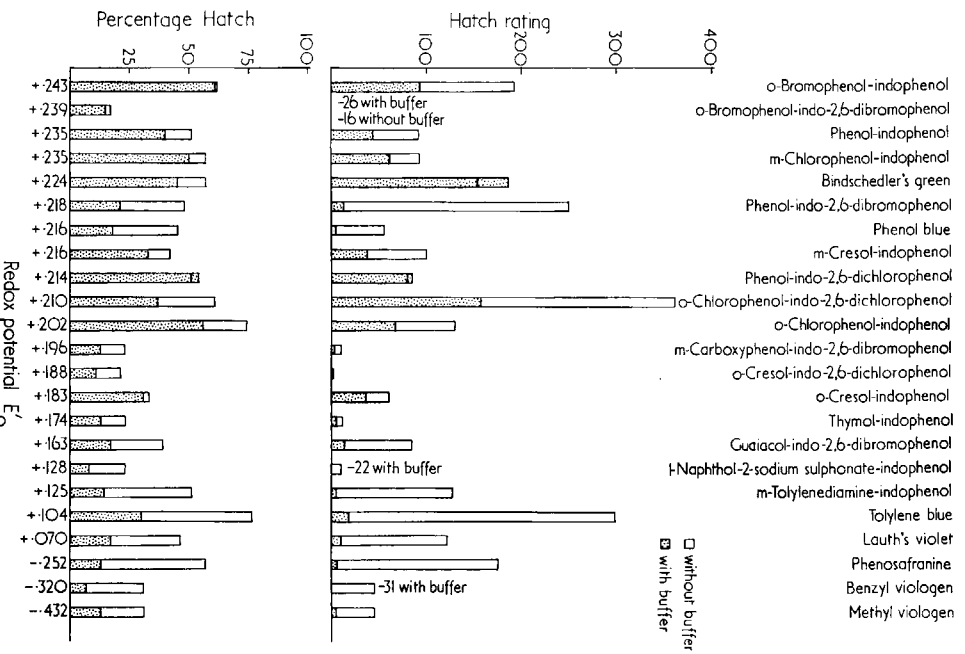 Percentage Hatch
Hatch rating
25
50
75
100
100
200
300
400
+·243
o-Bromophenol-indophenol
+·239
-26 with buffer
-16 without buffer
o-Bromophenol-indo-2,6-dibromophenol
+·235
Phenol-indophenol
+·235
m-Chlorophenol-indophenol
+·224
Bindschedler's green
+·218
Phenol-indo-2,6-dibromophenol
+·216
Phenol blue
+·216
m-Cresol-indophenol
+·214
Phenol-indo-2,6-dichlorophenol
+·210
o-Chlorophenol-indo-2,6-dichlorophenol
+·202
o-Chlorophenol-indophenol
+·196
m-Carboxyphenol-indo-2,6-dibromophenol
+·188
o-Cresol-indo-2,6-dichlorophenol
+·183
o-Cresol-indophenol
+·174
Thymol-indophenol
+·163
Guaiacol-indo-2,6-dibromophenol
+·128
-22 with buffer
1-Naphthol-2-sodium sulphonate-indophenol
+·125
m-Tolylenediamine-indophenol
+·104
Tolylene blue
+·070
Lauth's violet
-·252
Phenosafranine
-·320
-31 with buffer
Benzyl viologen
-·432
Methyl viologen
Redox potential E′o
without buffer
with buffer